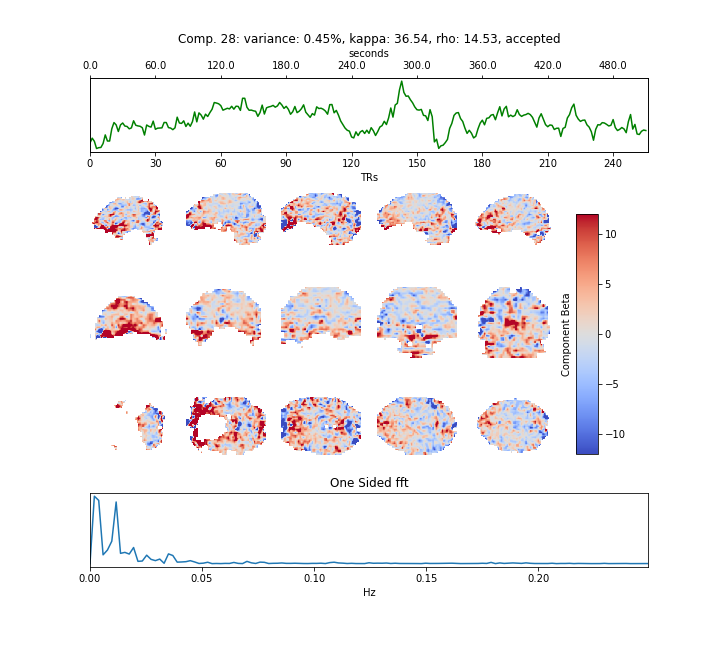 Comp. 28: variance: 0.45%, kappa: 36.54, rho: 14.53, accepted
seconds
0.0 60.0 120.0 180.0 240.0 300.0 360.0 420.0 480.0
0 30 60 90 120 150 180 210 240
TRs
10
5
0
−5
−10
Component Beta
One Sided fft
0.00 0.05 0.10 0.15 0.20
Hz